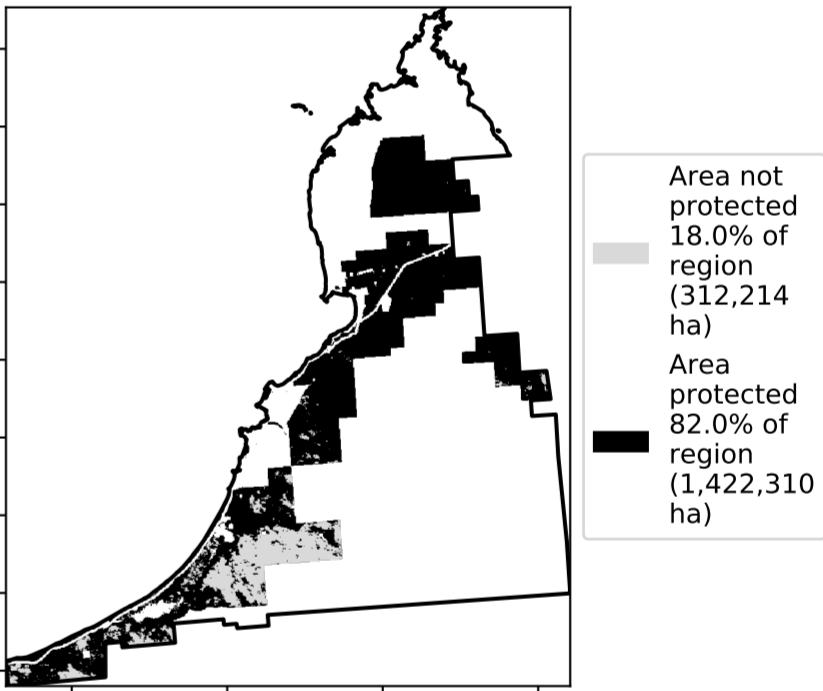 Area not
protected
18.0% of
region
(312,214
ha)
Area
protected
82.0% of
region
(1,422,310
ha)